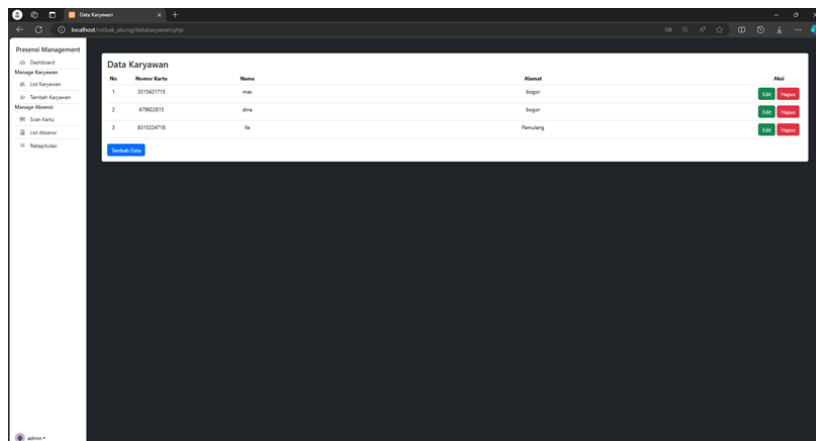 Data Karyawan
localhost/rotibak_akung/datakaryawan.php
Presensi Management
Dashboard
Manage Karyawan
List Karyawan
Tambah Karyawan
Manage Absensi
Scan Kartu
List Absensi
Rekapitulasi
Data Karyawan
No Nomor Kartu Nama Alamat Aksi
1 3515421715 mas bogor Edit Hapus
2 679922815 dina bogor Edit Hapus
3 8315224718 Ila Pamulang Edit Hapus
Tambah Data
admin